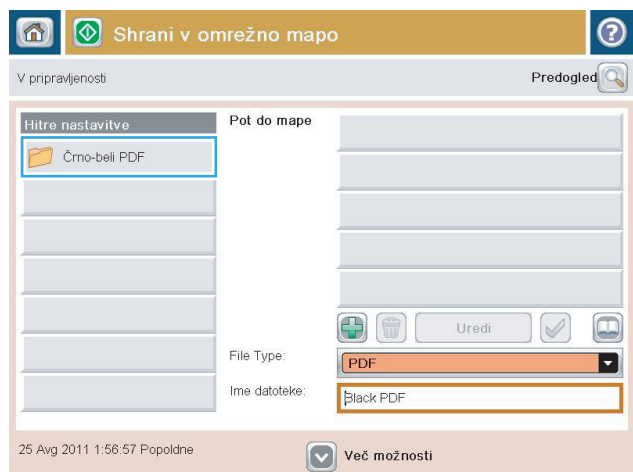 Shrani v omrežno mapo
V pripravljenosti
Predogled
Hitre nastavitve
Črno-beli PDF
Pot do mape
Uredi
File Type:
PDF
Ime datoteke:
Black PDF
25 Avg 2011 1:56:57 Popoldne
Več možnosti